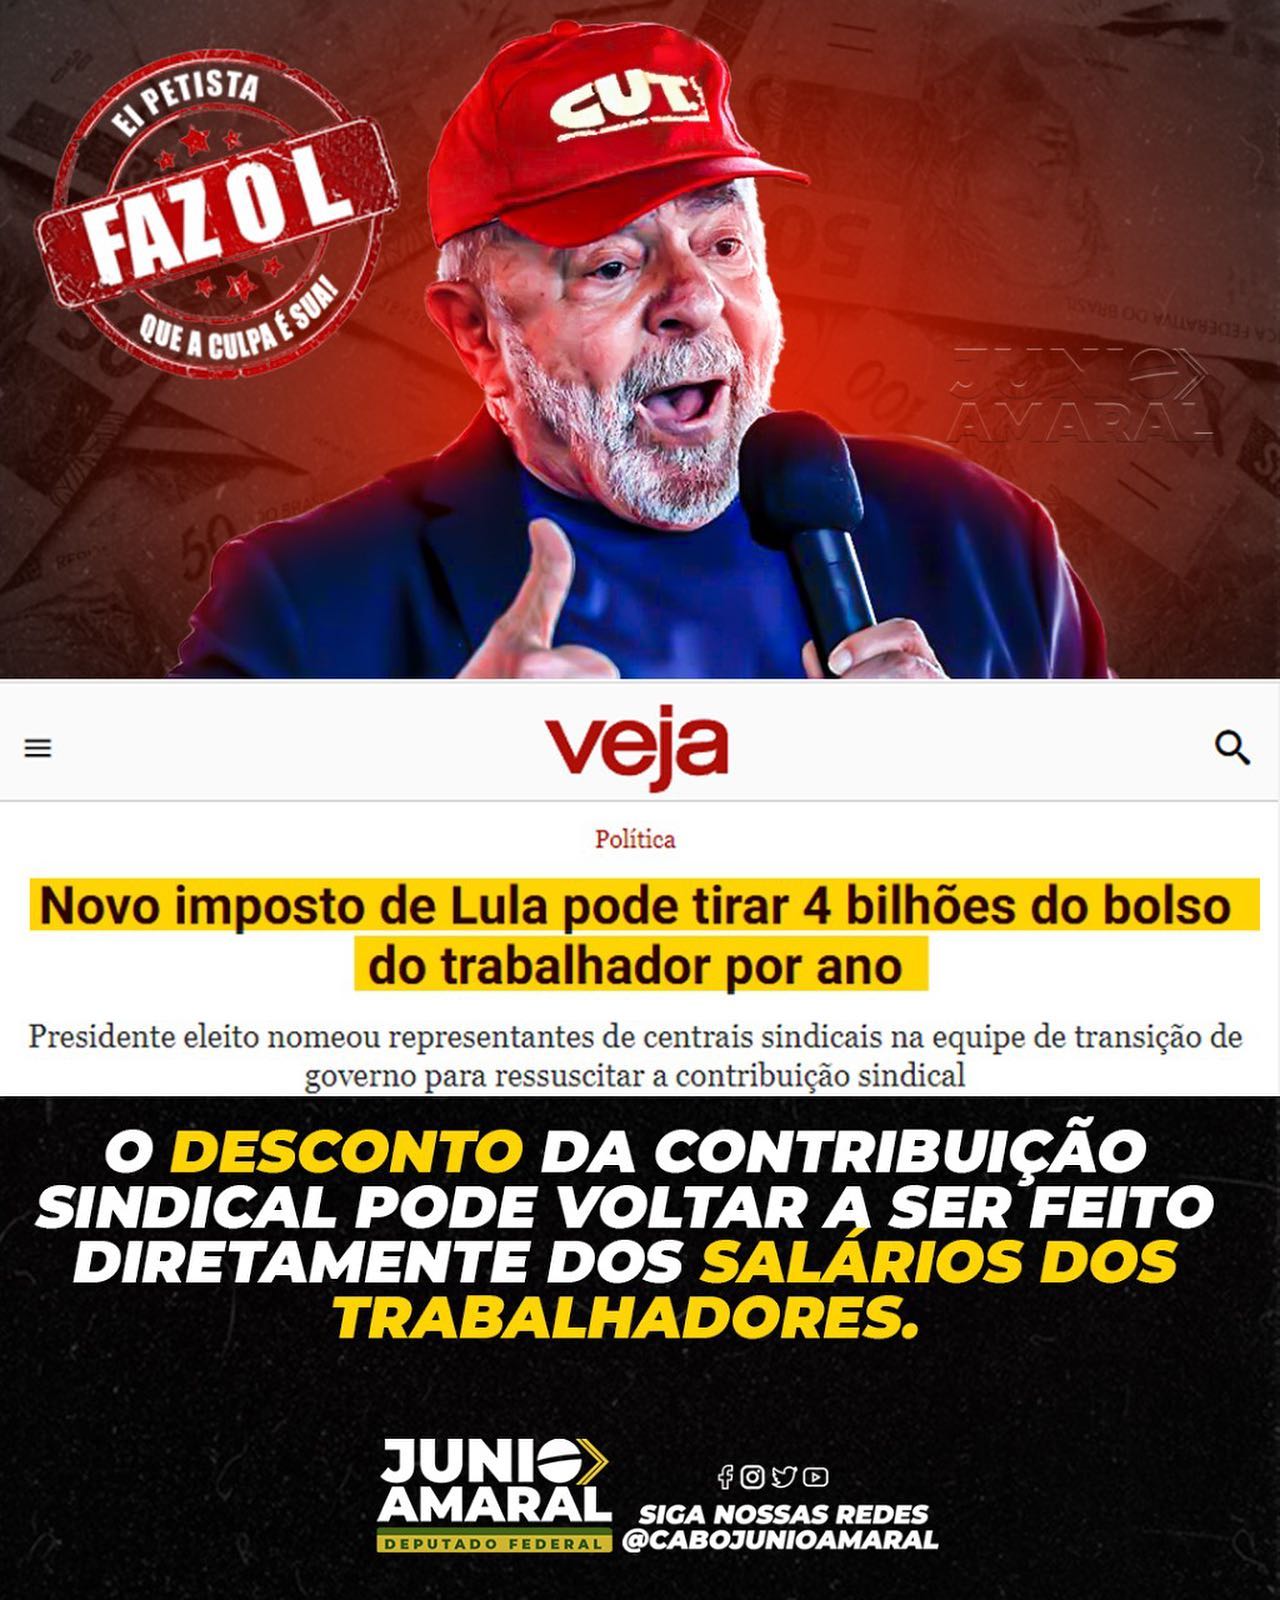 EI PETISTA
FAZ O L
QUE A CULPA É SUA!
CUT
JUNIO
AMARAL
veja
Política
Novo imposto de Lula pode tirar 4 bilhões do bolso
do trabalhador por ano
Presidente eleito nomeou representantes de centrais sindicais na equipe de transição de
governo para ressuscitar a contribuição sindical
O DESCONTO DA CONTRIBUIÇÃO
SINDICAL PODE VOLTAR A SER FEITO
DIRETAMENTE DOS SALÁRIOS DOS
TRABALHADORES.
JUNIO
AMARAL
DEPUTADO FEDERAL
SIGA NOSSAS REDES
@CABOJUNIOAMARAL